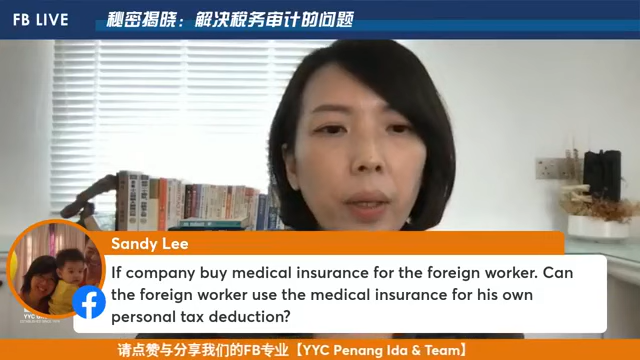 FB LIVE 秘密揭晓：解决税务审计的问题
Sandy Lee
If company buy medical insurance for the foreign worker. Can
the foreign worker use the medical insurance for his own
personal tax deduction?
请点赞与分享我们的FB专业【YYC Penang Ida & Team】